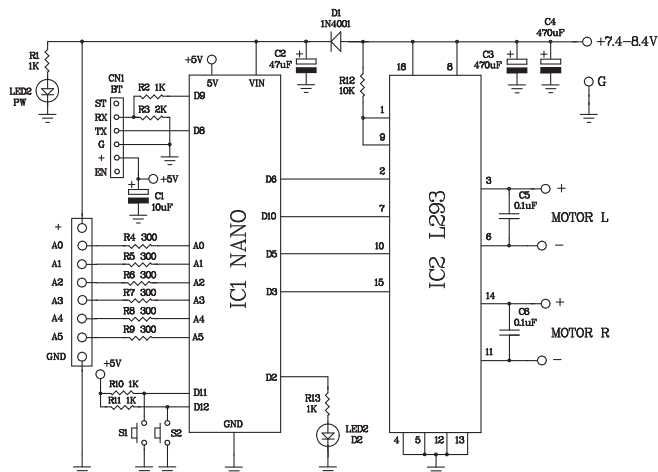 D1
1N4001
C4
470uF
+7.4-8.4V
R1
1K
LED2
PW
CN1
BT
ST
RX
TX
G
+
EN
+5V
5V
VIN
C2
47uF
+
R12
10K
16
8
C3
470uF
+
+
G
R2 1K
R3 2K
D9
D8
+
+5V
C1
10uF
1
9
D6
2
D10
7
D5
10
D3
15
IC1 NANO
IC2 L293
3
C5
0.1uF
+
MOTOR L
6
-
14
C6
0.1uF
+
MOTOR R
11
-
+
A0
R4 300
A0
A1
R5 300
A1
A2
R6 300
A2
A3
R7 300
A3
A4
R8 300
A4
A5
R9 300
A5
GND
+5V
R10 1K
D11
R11 1K
D12
S1
S2
GND
D2
R13
1K
LED2
D2
4
5
12
13